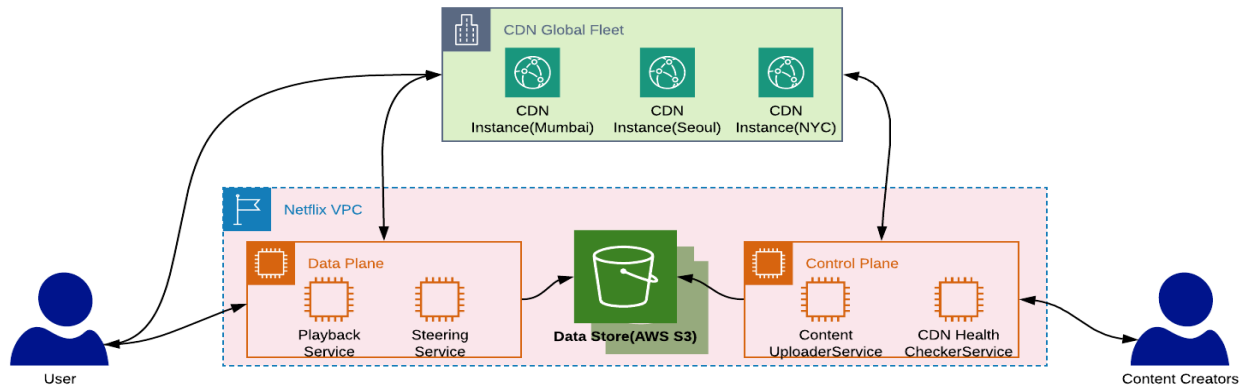 CDN Global Fleet
CDN
Instance(Mumbai)
CDN
Instance(Seoul)
CDN
Instance(NYC)
Netflix VPC
Data Plane
Playback
Service
Steering
Service
Data Store(AWS S3)
Control Plane
Content
UploaderService
CDN Health
CheckerService
User
Content Creators